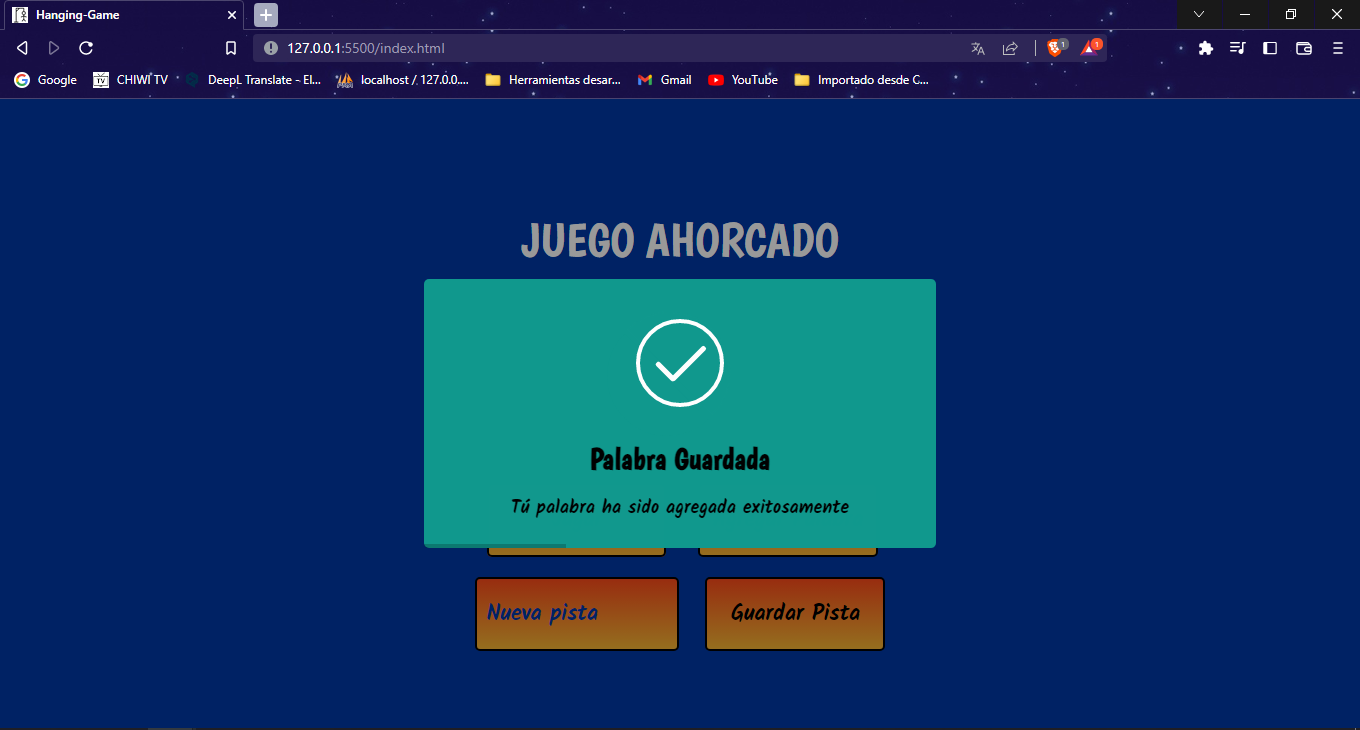 Hanging-Game
127.0.0.1:5500/index.html
1
1
Google
CHIWI TV
DeepL Translate ~ El...
localhost / 127.0.0....
Herramientas desar...
Gmail
YouTube
Importado desde C...
JUEGO AHORCADO
Palabra Guardada
Tú palabra ha sido agregada exitosamente
Nueva pista
Guardar Pista